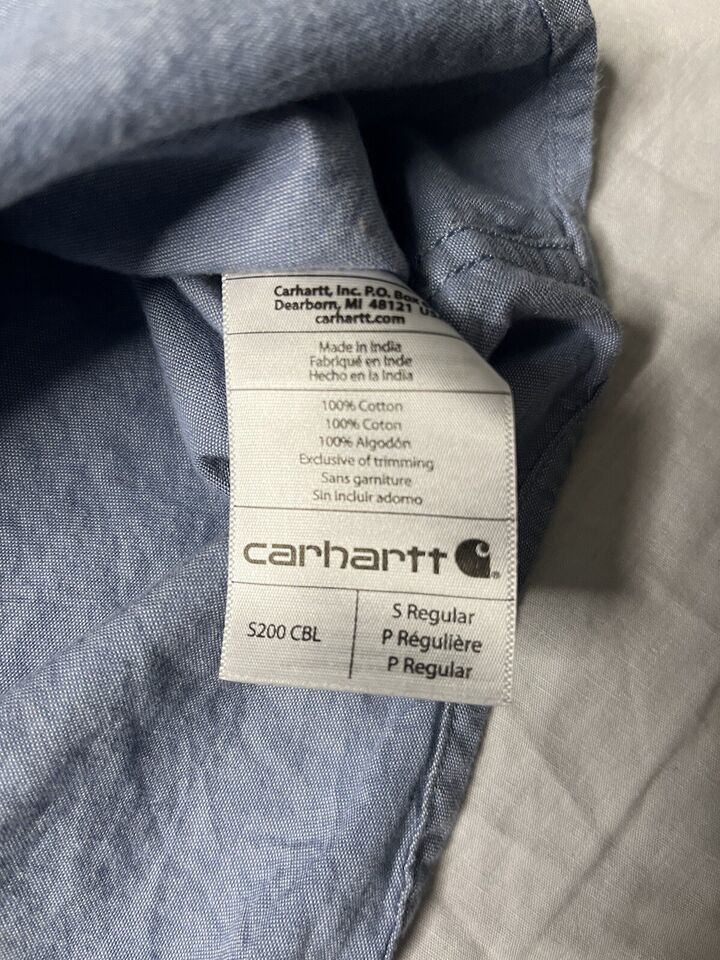 Carhartt, Inc. P.O. Box
Dearborn, MI 48121
carhartt.com
Made in India
Fabriqué en Inde
Hecho en la India
100% Cotton
100% Coton
100% Algodón
Exclusive of trimming
Sans garniture
Sin incluir adorno
carhartt
S200 CBL
S Regular
P Régulière
P Regular